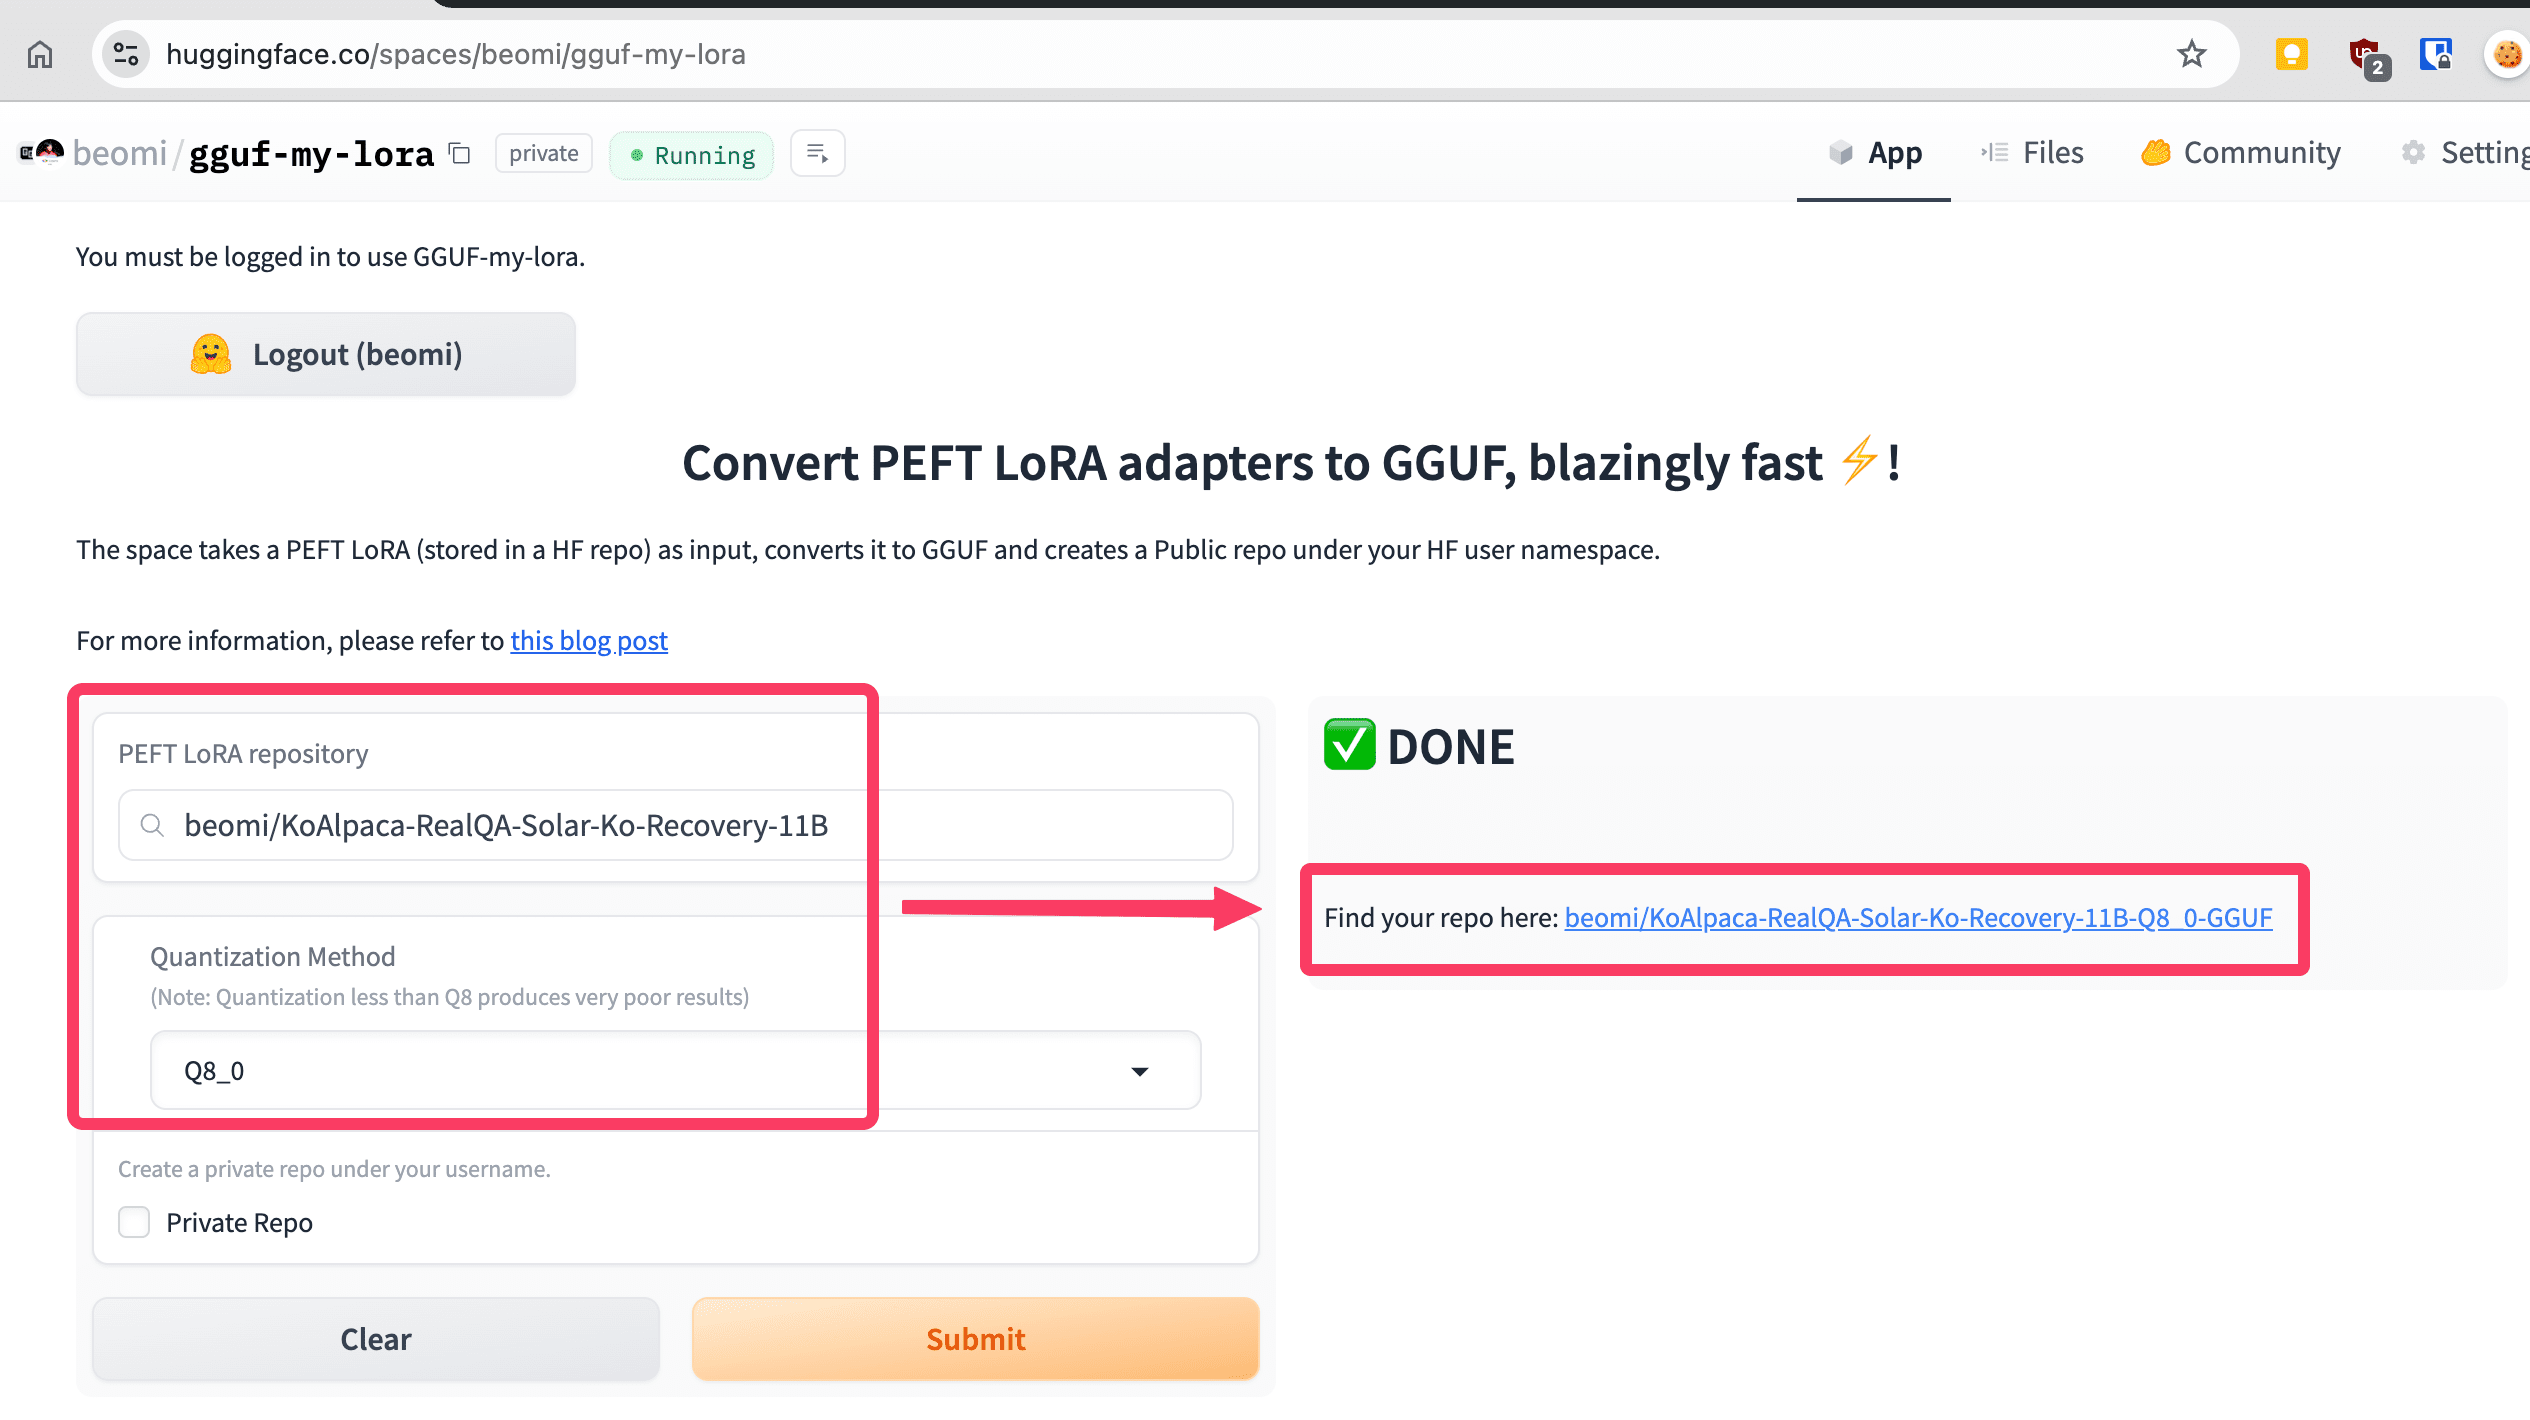 huggingface.co/spaces/beomi/gguf-my-lora
2
beomi/gguf-my-lora private Running App Files Community Setting
You must be logged in to use GGUF-my-lora.
Logout (beomi)
Convert PEFT LoRA adapters to GGUF, blazingly fast ⚡!
The space takes a PEFT LoRA (stored in a HF repo) as input, converts it to GGUF and creates a Public repo under your HF user namespace.
For more information, please refer to this blog post
PEFT LoRA repository
beomi/KoAlpaca-RealQA-Solar-Ko-Recovery-11B
Quantization Method
(Note: Quantization less than Q8 produces very poor results)
Q8_0
Create a private repo under your username.
Private Repo
Clear
Submit
✅ DONE
Find your repo here: beomi/KoAlpaca-RealQA-Solar-Ko-Recovery-11B-Q8_0-GGUF